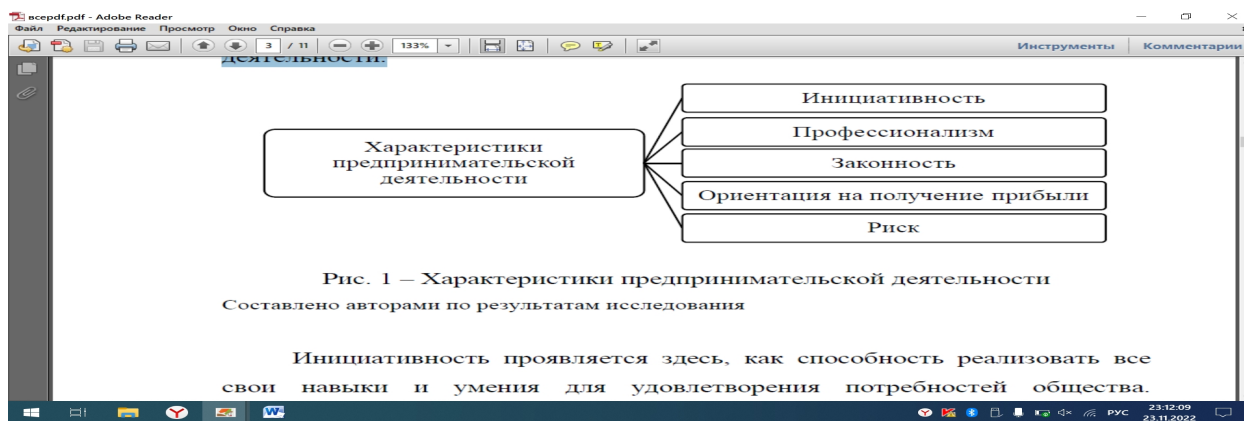 всерdf.pdf - Adobe Reader
Файл Редактирование Просмотр Окно Справка
3 / 11 133% Инструменты Комментарии
деятельности.
Характеристики
предпринимательской
деятельности
Инициативность
Профессионализм
Законность
Ориентация на получение прибыли
Риск
Рис. 1 – Характеристики предпринимательской деятельности
Составлено авторами по результатам исследования
Инициативность проявляется здесь, как способность реализовать все
свои навыки и умения для удовлетворения потребностей общества.
РУС 23:12:09
23.11.2022